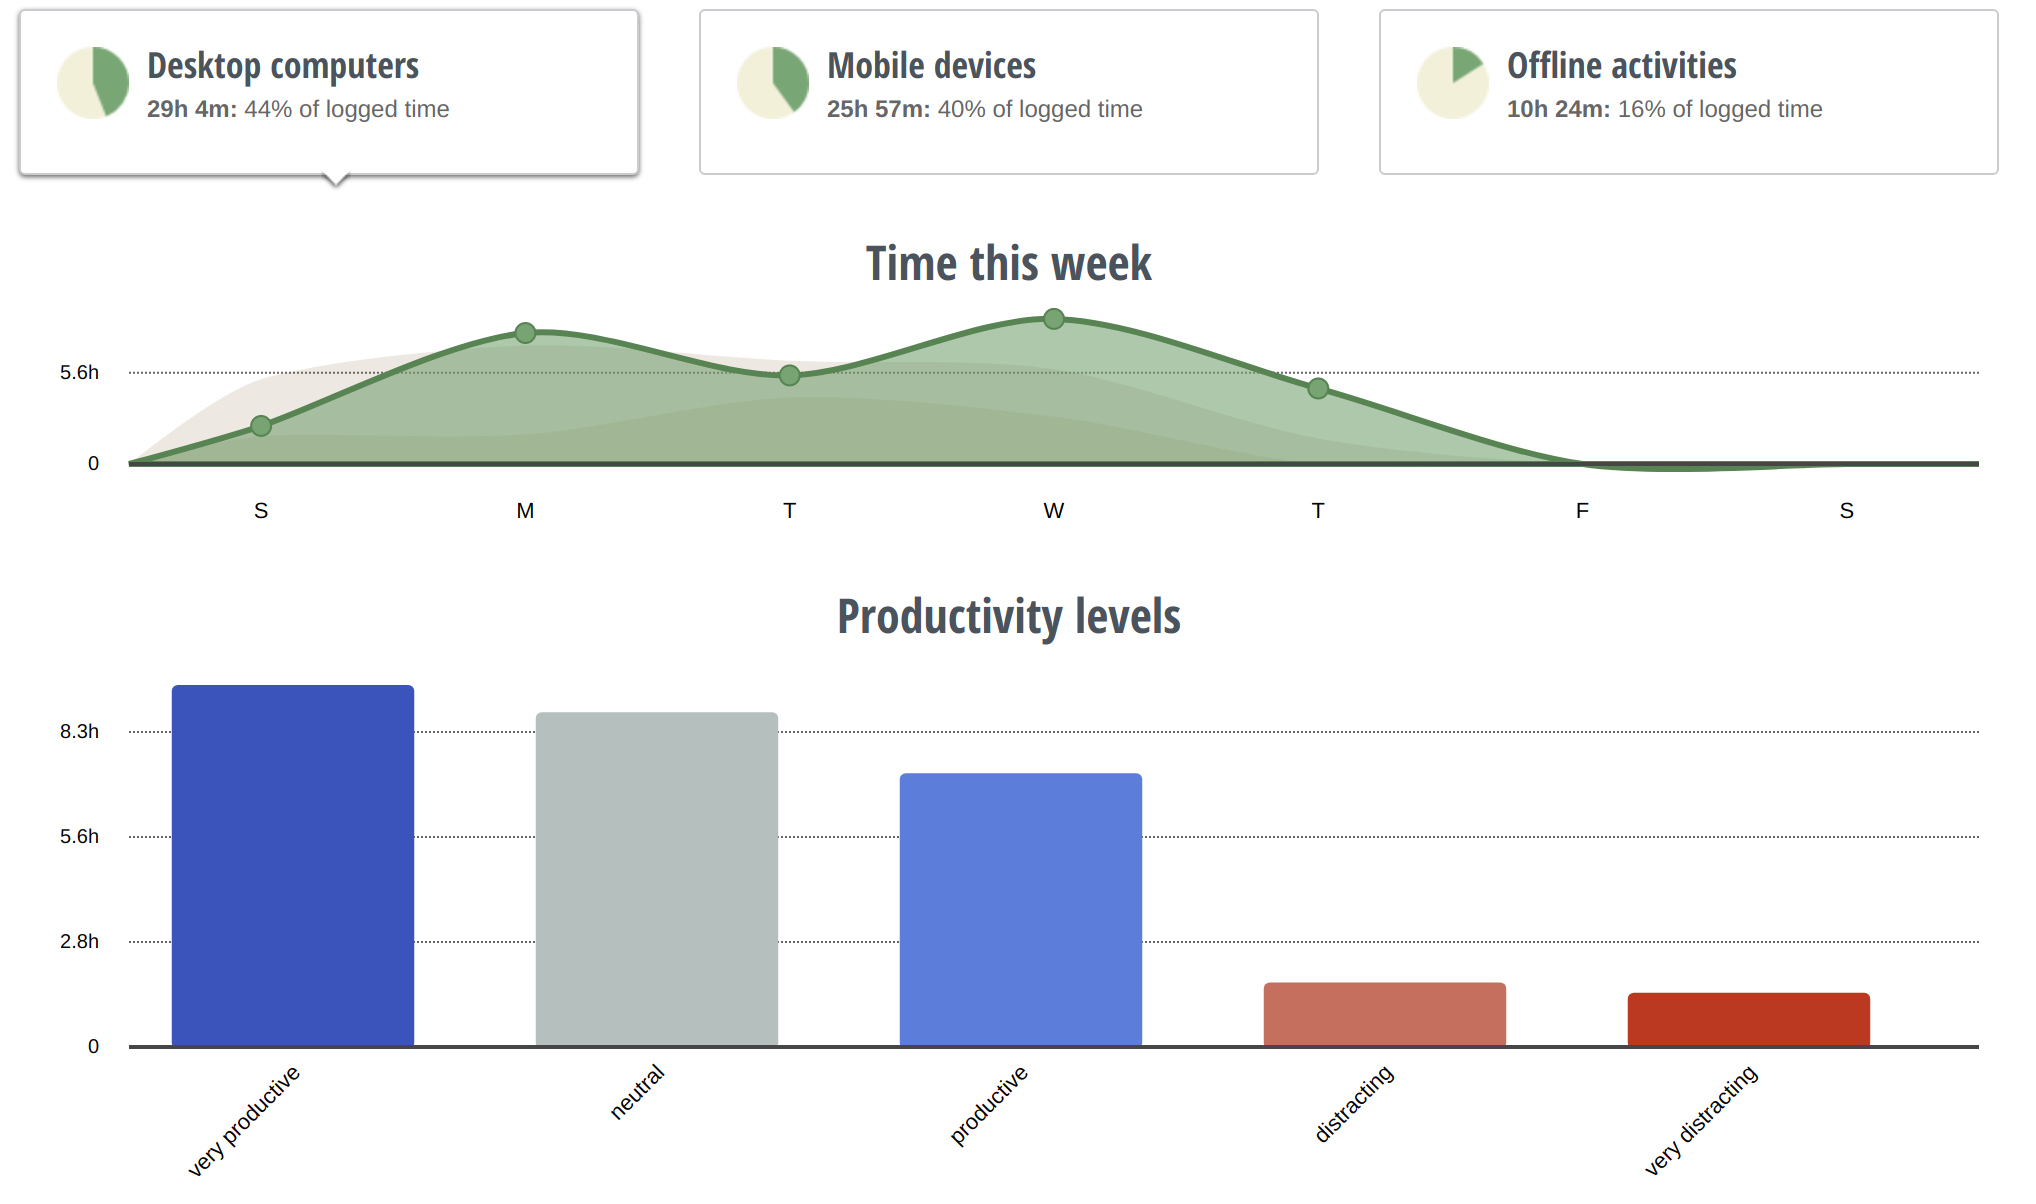 Desktop computers
29h 4m: 44% of logged time
Mobile devices
25h 57m: 40% of logged time
Offline activities
10h 24m: 16% of logged time
Time this week
5.6h
0
S M T W T F S
Productivity levels
8.3h
5.6h
2.8h
0
very productive
neutral
productive
distracting
very distracting